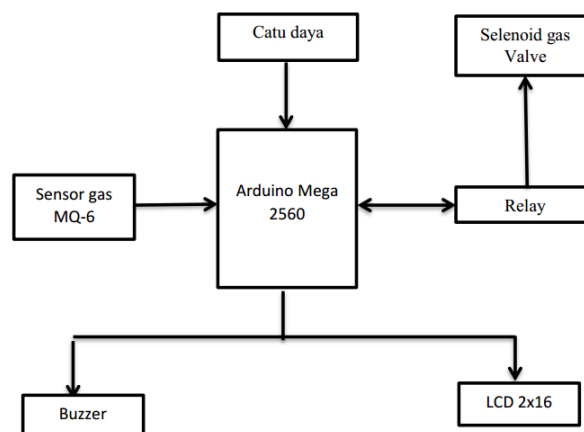 Catu daya
Selenoid gas
Valve
Sensor gas
MQ-6
Arduino Mega
2560
Relay
Buzzer
LCD 2x16